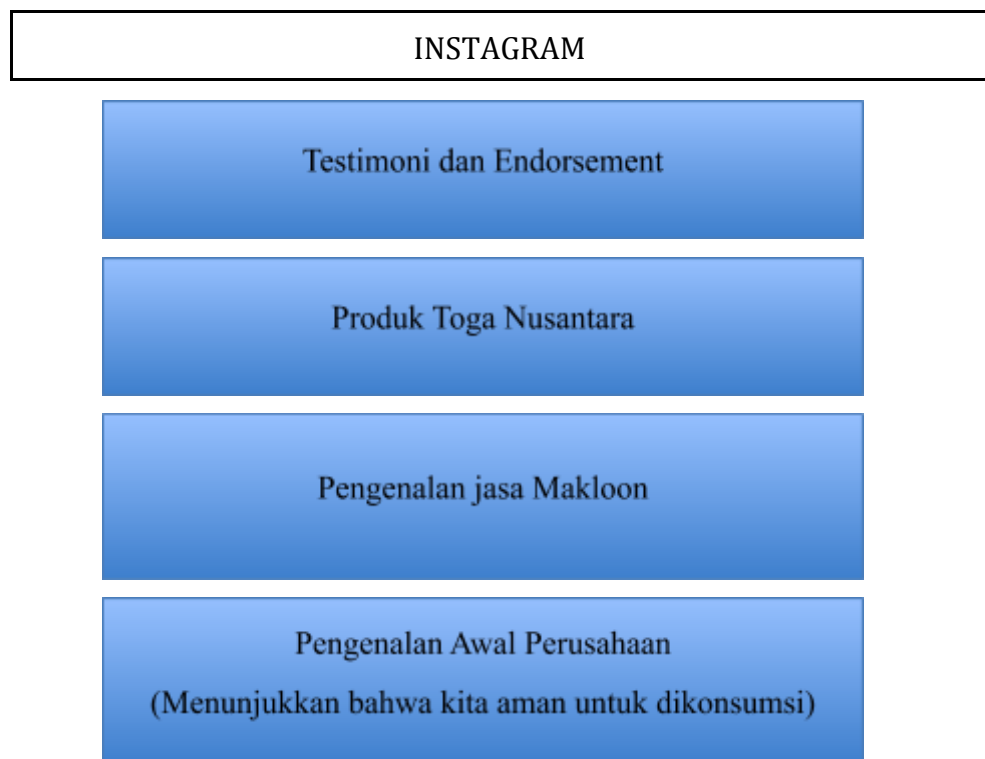 INSTAGRAM
Testimoni dan Endorsement
Produk Toga Nusantara
Pengenalan jasa Makloon
Pengenalan Awal Perusahaan
(Menunjukkan bahwa kita aman untuk dikonsumsi)